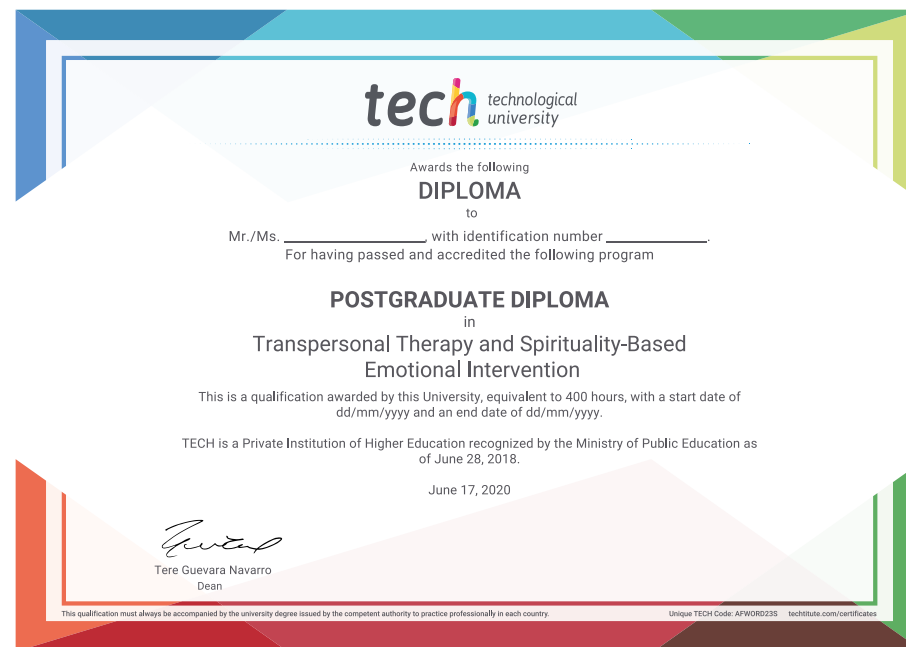 tech technological
university
Awards the following
DIPLOMA
to
Mr./Ms. ____________, with identification number ____________.
For having passed and accredited the following program
POSTGRADUATE DIPLOMA
in
Transpersonal Therapy and Spirituality-Based
Emotional Intervention
This is a qualification awarded by this University, equivalent to 400 hours, with a start date of
dd/mm/yyyy and an end date of dd/mm/yyyy.
TECH is a Private Institution of Higher Education recognized by the Ministry of Public Education as
of June 28, 2018.
June 17, 2020
Tere Guevara Navarro
Dean
This qualification must always be accompanied by the university degree issued by the competent authority to practice professionally in each country.
Unique TECH Code: AFWORD23S techtitute.com/certificates